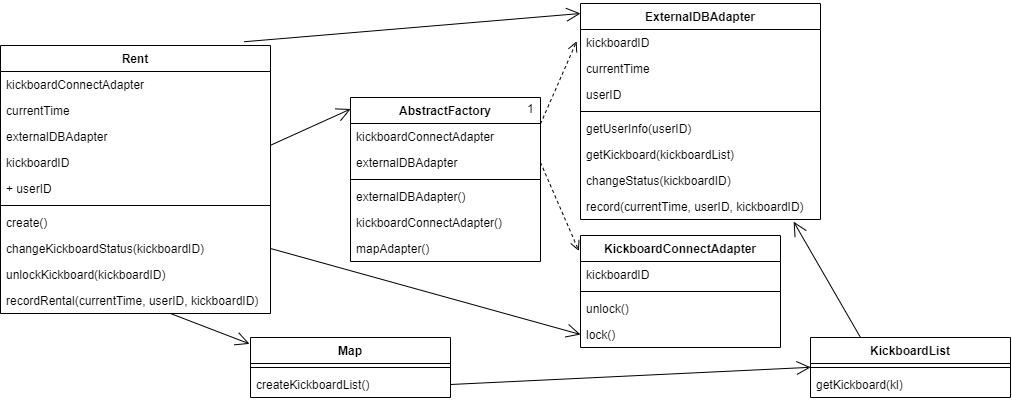 Rent
kickboardConnectAdapter
currentTime
externalDBAdapter
kickboardID
+ userID
create()
changeKickboardStatus(kickboardID)
unlockKickboard(kickboardID)
recordRental(currentTime, userID, kickboardID)
AbstractFactory 1
kickboardConnectAdapter
externalDBAdapter
externalDBAdapter()
kickboardConnectAdapter()
mapAdapter()
ExternalDBAdapter
kickboardID
currentTime
userID
getUserInfo(userID)
getKickboard(kickboardList)
changeStatus(kickboardID)
record(currentTime, userID, kickboardID)
KickboardConnectAdapter
kickboardID
unlock()
lock()
Map
createKickboardList()
KickboardList
getKickboard(kl)